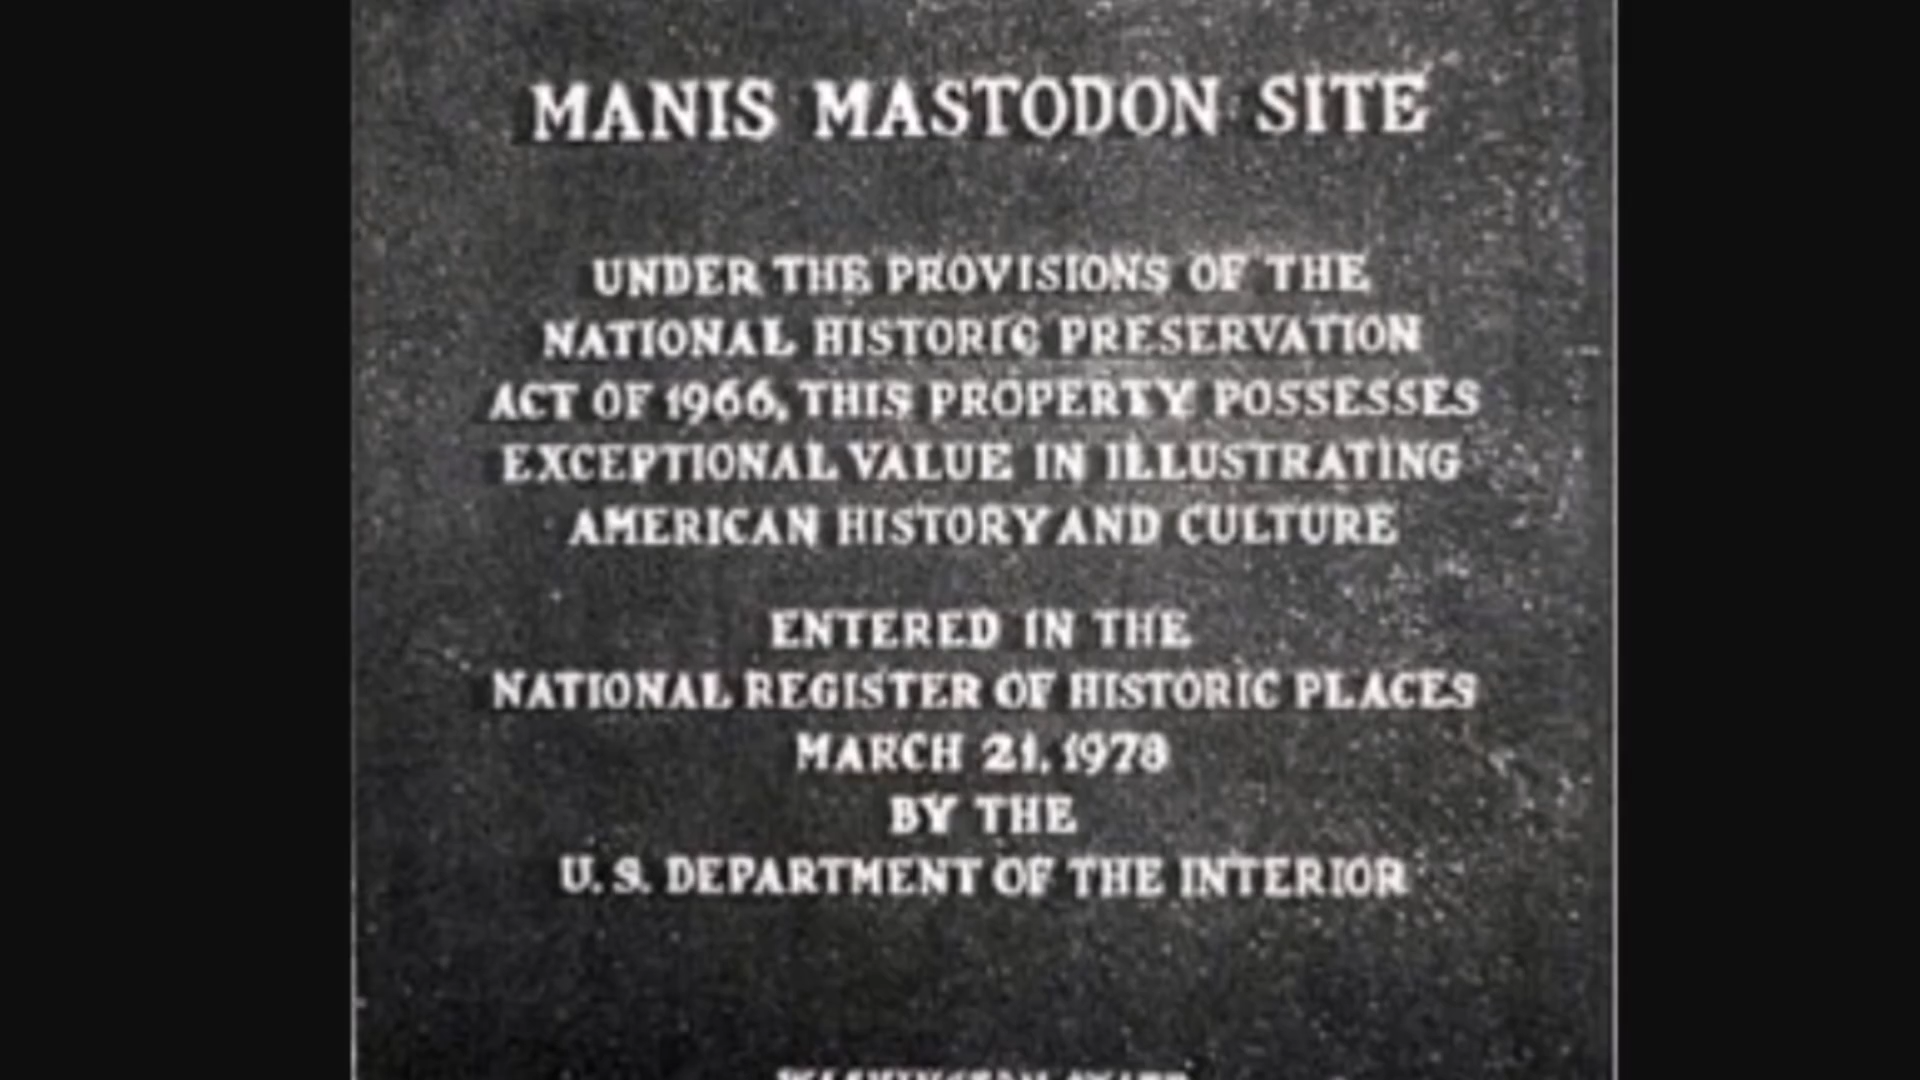 MANIS MASTODON SITE
UNDER THE PROVISIONS OF THE
NATIONAL HISTORIC PRESERVATION
ACT OF 1966, THIS PROPERTY POSSESSES
EXCEPTIONAL VALUE IN ILLUSTRATING
AMERICAN HISTORY AND CULTURE
ENTERED IN THE
NATIONAL REGISTER OF HISTORIC PLACES
MARCH 21, 1978
BY THE
U. S. DEPARTMENT OF THE INTERIOR